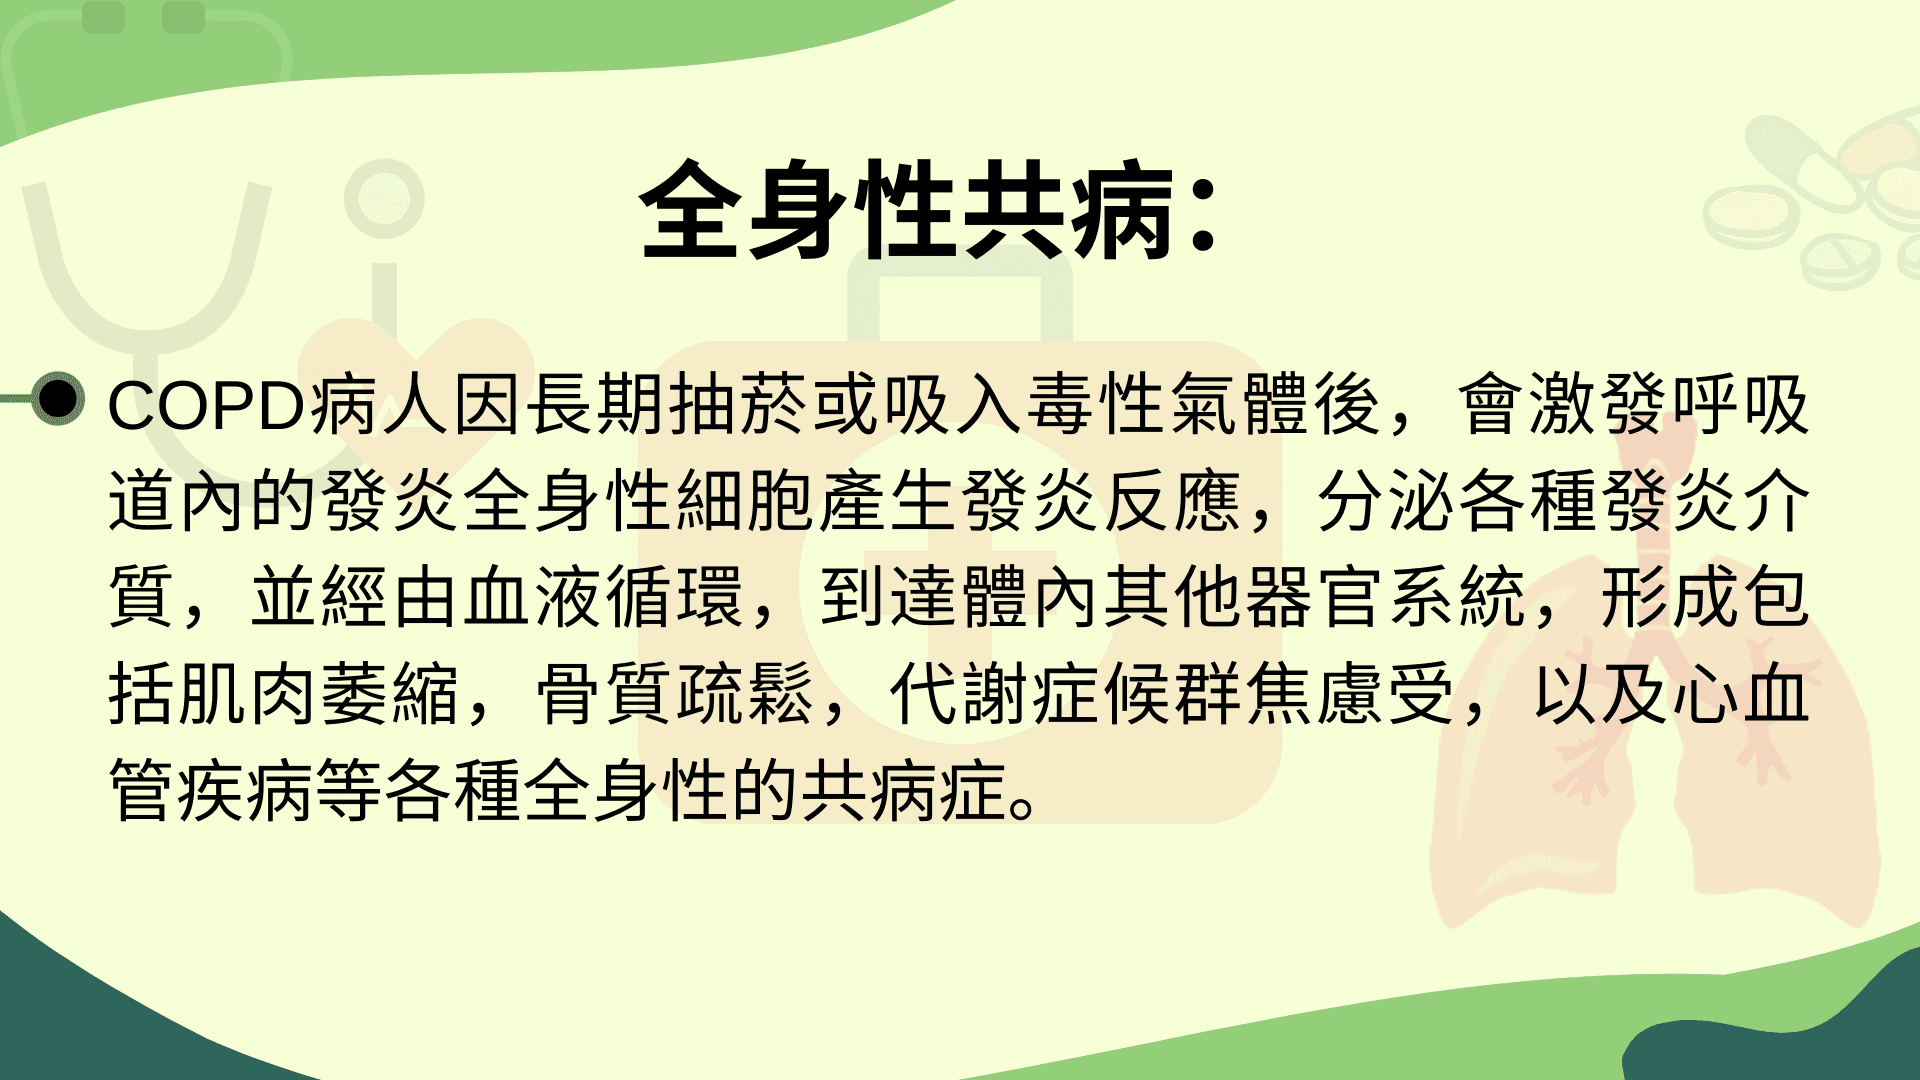 全身性共病：
COPD病人因長期抽菸或吸入毒性氣體後，會激發呼吸
道內的發炎全身性細胞產生發炎反應，分泌各種發炎介
質，並經由血液循環，到達體內其他器官系統，形成包
括肌肉萎縮，骨質疏鬆，代謝症候群焦慮受，以及心血
管疾病等各種全身性的共病症。